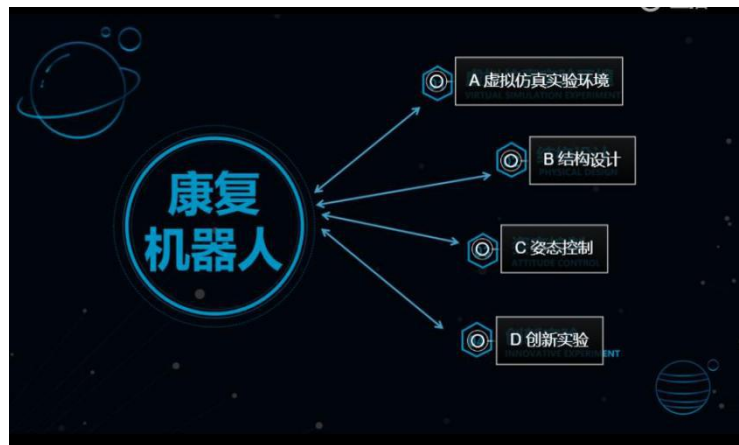 康复
机器人
A 虚拟仿真实验环境
VIRTUAL SIMULATION EXPERIMENT
B 结构设计
PHYSICAL DESIGN
C 姿态控制
ATTITUDE CONTROL
D 创新实验
INNOVATIVE EXPERIMENT